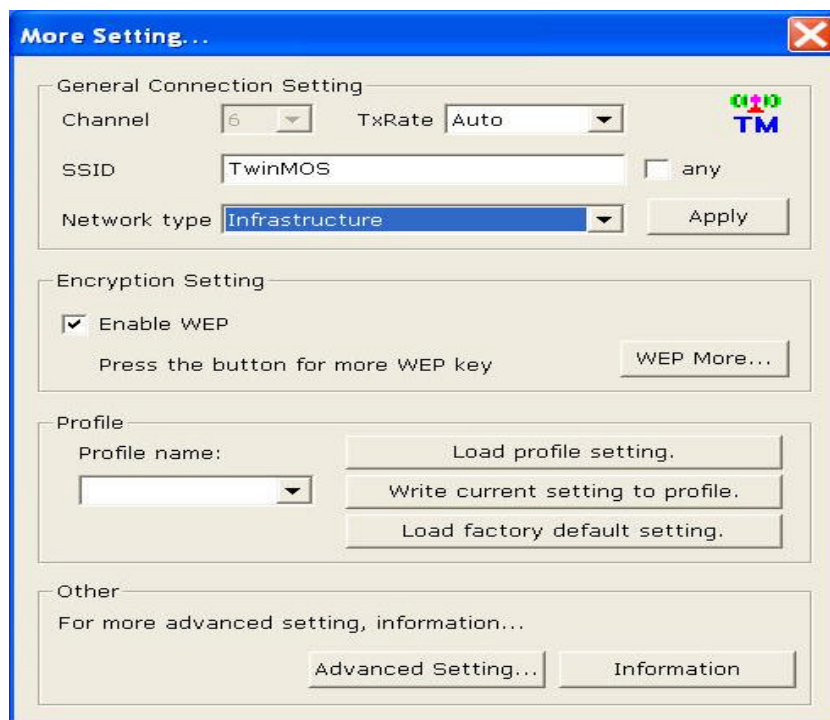 More Setting...
General Connection Setting
Channel 6 TxRate Auto
TM
SSID TwinMOS any
Network type Infrastructure Apply
Encryption Setting
Enable WEP
Press the button for more WEP key WEP More...
Profile
Profile name: Load profile setting.
Write current setting to profile.
Load factory default setting.
Other
For more advanced setting, information...
Advanced Setting... Information